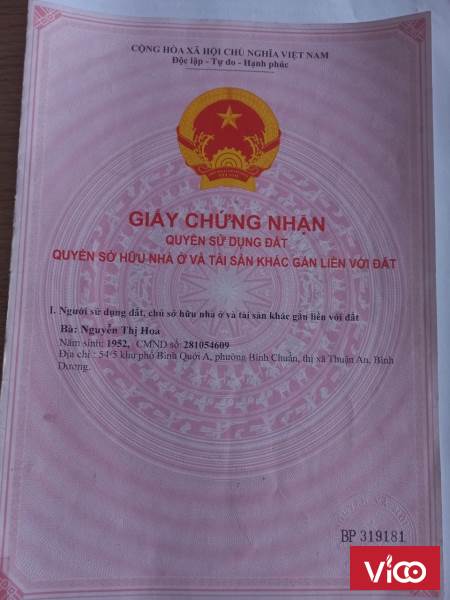 CỘNG HÒA XÃ HỘI CHỦ NGHĨA VIỆT NAM
Độc lập - Tự do - Hạnh phúc
GIẤY CHỨNG NHẬN
QUYỀN SỬ DỤNG ĐẤT
QUYỀN SỞ HỮU NHÀ Ở VÀ TÀI SẢN KHÁC GẮN LIỀN VỚI ĐẤT
I. Người sử dụng đất, chủ sở hữu nhà ở và tài sản khác gắn liền với đất
Bà: Nguyễn Thị Hoa
Năm sinh: 1952, CMND số: 281054609
Địa chỉ : 54/5 khu phố Bình Quới A, phường Bình Chuẩn, thị xã Thuận An, Bình
Dương.
BP 319181
Vico